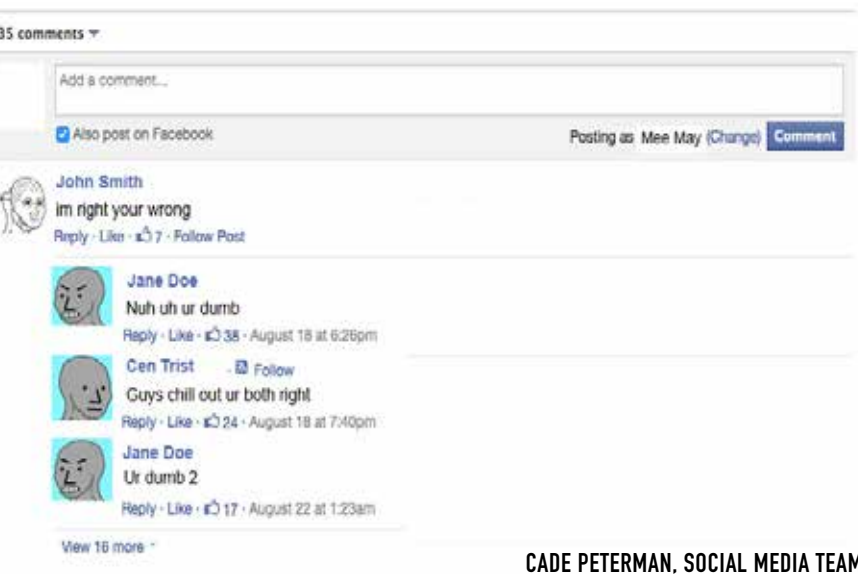 35 comments
Add a comment...
Also post on Facebook
Posting as Mee May (Change) Comment
John Smith
im right your wrong
Reply · Like · 7 · Follow Post
Jane Doe
Nuh uh ur dumb
Reply · Like · 38 · August 18 at 6:26pm
Cen Trist · Follow
Guys chill out ur both right
Reply · Like · 24 · August 18 at 7:40pm
Jane Doe
Ur dumb 2
Reply · Like · 17 · August 22 at 1:23am
View 16 more
CADE PETERMAN, SOCIAL MEDIA TEAM